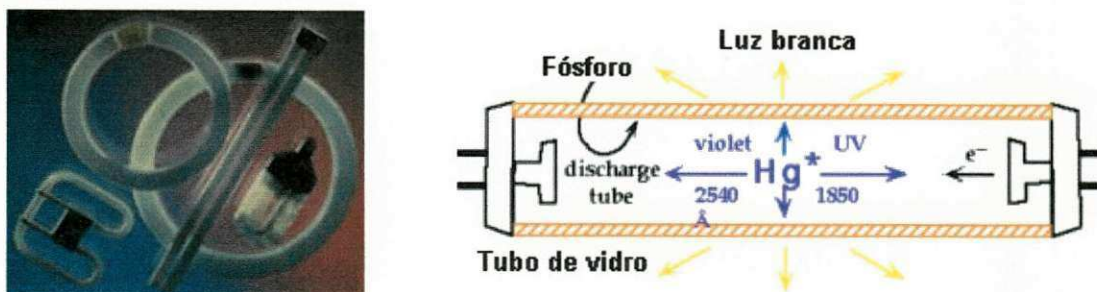 Luz branca
Fósforo
violet UV
discharge Hg* e⁻
tube 2540 1850
Å
Tubo de vidro